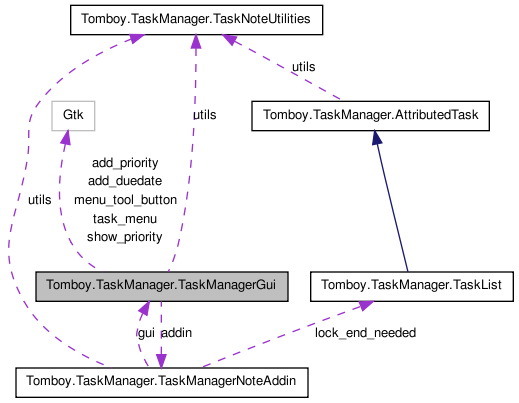 Tomboy.TaskManager.TaskNoteUtilities
utils
Gtk
utils
Tomboy.TaskManager.AttributedTask
add_priority
add_duedate
menu_tool_button
task_menu
show_priority
utils
Tomboy.TaskManager.TaskManagerGui
Tomboy.TaskManager.TaskList
gui
addin
lock_end_needed
Tomboy.TaskManager.TaskManagerNoteAddin